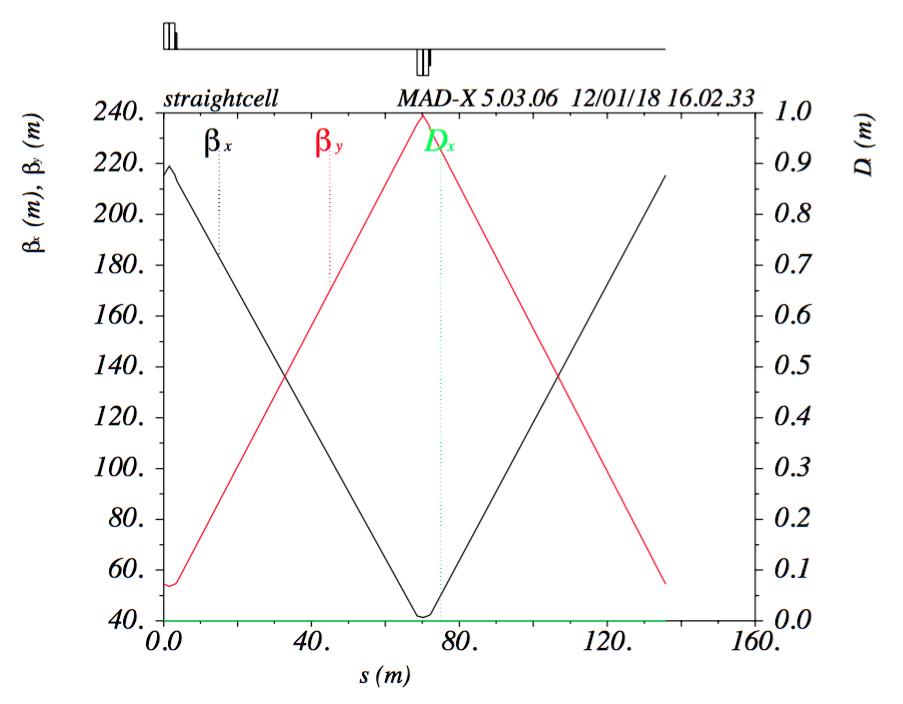 straightcell MAD-X 5.03.06 12/01/18 16.02.33
βx (m), βy (m)
Dx (m)
βx βy Dx
240. 1.0
220. 0.9
200. 0.8
180. 0.7
160. 0.6
140. 0.5
120. 0.4
100. 0.3
80. 0.2
60. 0.1
40. 0.0
0.0 40. 80. 120. 160.
s (m)